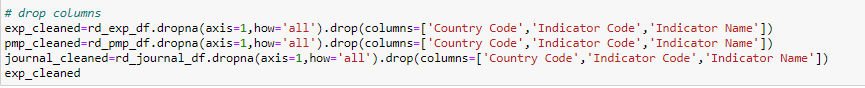 # drop columns
exp_cleaned=rd_exp_df.dropna(axis=1,how='all').drop(columns=['Country Code','Indicator Code','Indicator Name'])
pmp_cleaned=rd_pmp_df.dropna(axis=1,how='all').drop(columns=['Country Code','Indicator Code','Indicator Name'])
journal_cleaned=rd_journal_df.dropna(axis=1,how='all').drop(columns=['Country Code','Indicator Code','Indicator Name'])
exp_cleaned